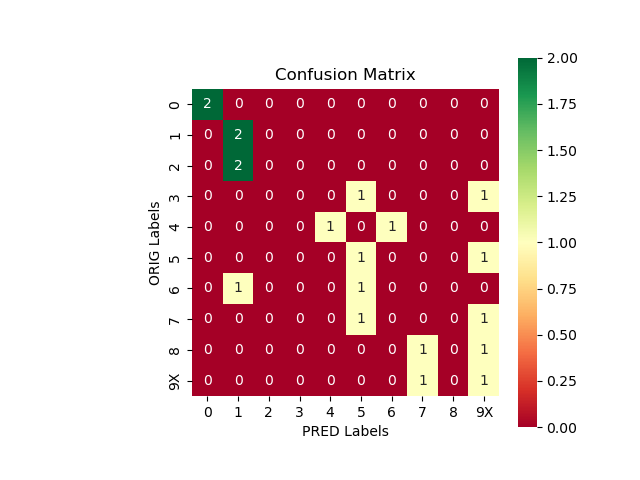 Confusion Matrix
ORIG Labels
0 2 0 0 0 0 0 0 0 0 0
1 0 2 0 0 0 0 0 0 0 0
2 0 2 0 0 0 0 0 0 0 0
3 0 0 0 0 0 1 0 0 0 1
4 0 0 0 0 1 0 1 0 0 0
5 0 0 0 0 0 1 0 0 0 1
6 0 1 0 0 0 1 0 0 0 0
7 0 0 0 0 0 1 0 0 0 1
8 0 0 0 0 0 0 0 1 0 1
9X 0 0 0 0 0 0 0 1 0 1
0 1 2 3 4 5 6 7 8 9X
PRED Labels
2.00
1.75
1.50
1.25
1.00
0.75
0.50
0.25
0.00